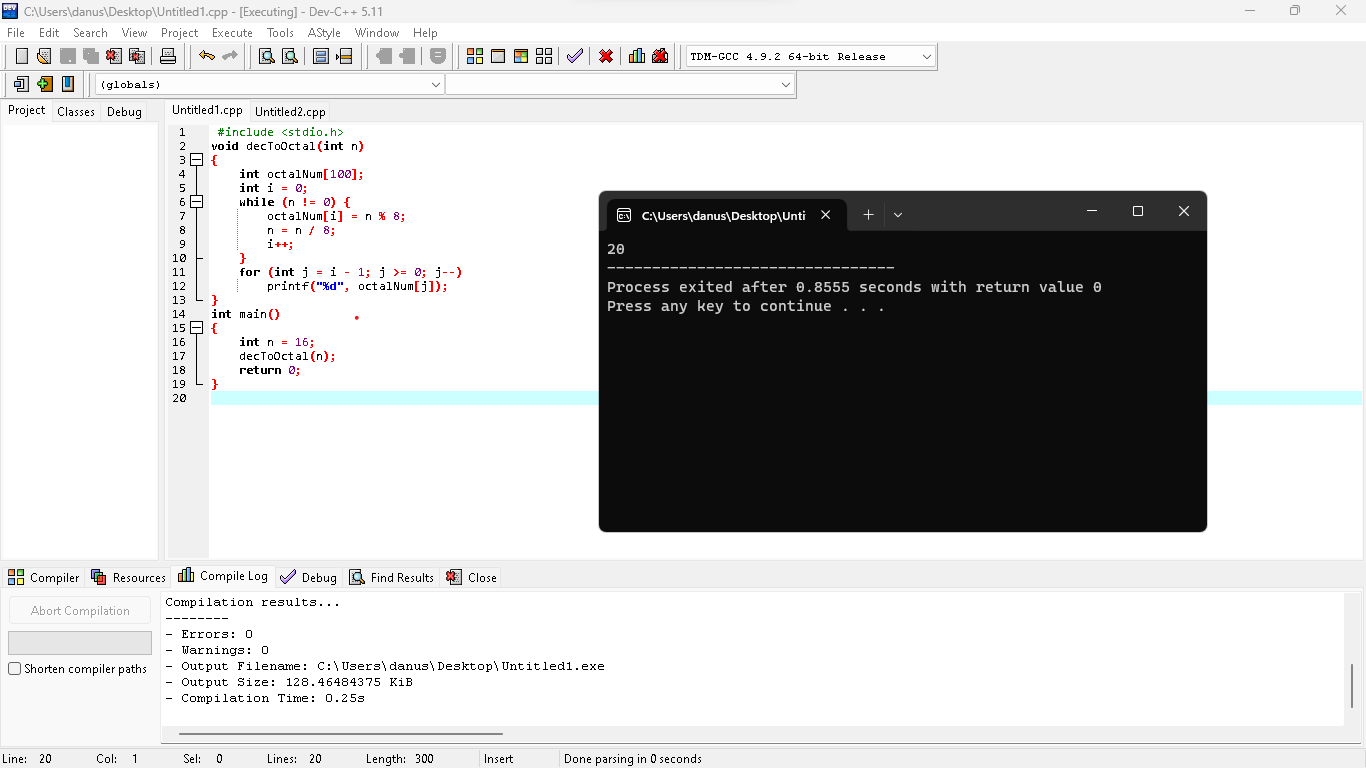 C:\Users\danus\Desktop\Untitled1.cpp - [Executing] - Dev-C++ 5.11
File Edit Search View Project Execute Tools AStyle Window Help
TDM-GCC 4.9.2 64-bit Release
(globals)
Project Classes Debug
Untitled1.cpp Untitled2.cpp
1 #include <stdio.h>
2 void decToOctal(int n)
3 {
4 int octalNum[100];
5 int i = 0;
6 while (n != 0) {
7 octalNum[i] = n % 8;
8 n = n / 8;
9 i++;
10 }
11 for (int j = i - 1; j >= 0; j--)
12 printf("%d", octalNum[j]);
13 }
14 int main()
15 {
16 int n = 16;
17 decToOctal(n);
18 return 0;
19 }
20
C:\Users\danus\Desktop\Unti
20
--------------------------------
Process exited after 0.8555 seconds with return value 0
Press any key to continue . . .
Compiler Resources Compile Log Debug Find Results Close
Abort Compilation
Shorten compiler paths
Compilation results...
--------
- Errors: 0
- Warnings: 0
- Output Filename: C:\Users\danus\Desktop\Untitled1.exe
- Output Size: 128.46484375 KiB
- Compilation Time: 0.25s
Line: 20 Col: 1 Sel: 0 Lines: 20 Length: 300 Insert Done parsing in 0 seconds